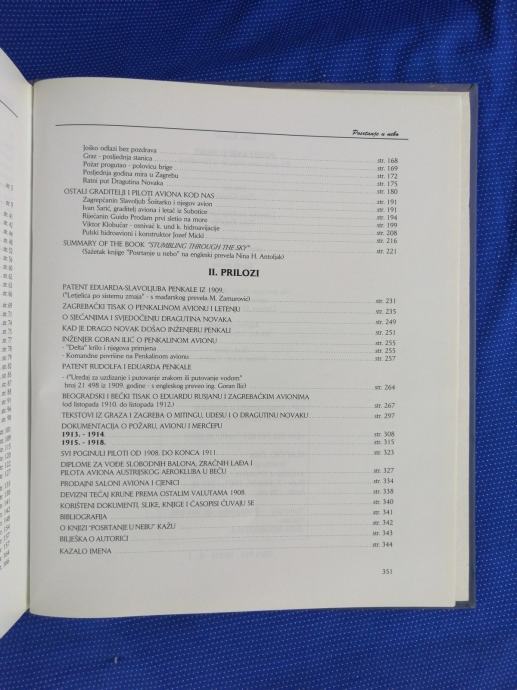 Posrtanje u nebo
Joško odlazi bez pozdrava str. 168
Graz - posljednja stanica str. 169
Požar progutao - polovicu brige str. 172
Posljednja godina mira u Zagrebu str. 175
Ratni put Dragutina Novaka str. 180
OSTALI GRADITELJI I PILOTI AVIONA KOD NAS str. 191
Zagrepčanin Slavoljub Šoštarko i njegov avion str. 191
Ivan Sarić, graditelj aviona i letač iz Subotice str. 194
Riječanin Guido Prodam prvi sletio na more str. 199
Viktor Klobučar - osnivač k. und k. hidroavijacije str. 208
Pulski hidroavioni i konstruktor Josef Mickl str. 216
SUMMARY OF THE BOOK "STUMBLING THROUGH THE SKY"
(Sažetak knjige "Posrtanje u nebo" na engleski prevela Nina H. Antoljak) str. 221
II. PRILOZI
PATENT EDUARDA-SLAVOLJUBA PENKALE IZ 1909.
("Letjelica po sistemu zmaja" - s mađarskog prevela M. Zamurović) str. 231
ZAGREBAČKI TISAK O PENKALINOM AVIONU I LETENU str. 235
O SJEĆANJIMA I SVJEDOČENJU DRAGUTINA NOVAKA str. 249
KAD JE DRAGO NOVAK DOŠAO INŽENJERU PENKALI str. 251
INŽENJER GORAN ILIĆ O PENKALINOM AVIONU str. 255
- "Delta" krilo i njegova primjena str. 255
- Komandne površine na Penkalinom avionu str. 257
PATENT RUDOLFA I EDUARDA PENKALE
- ("Uređaj za uzdizanje i putovanje zrakom ili putovanje vodom"
broj 21 498 iz 1909. godine - s engleskog preveo ing. Goran Ilić) str. 264
BEOGRADSKI I BEČKI TISAK O EDUARDU RUSJANU I ZAGREBAČKIM AVIONIMA
(od listopada 1910. do listopada 1912.) str. 267
TEKSTOVI IZ GRAZA I ZAGREBA O MITINGU, UDESU I O DRAGUTINU NOVAKU str. 297
DOKUMENTACIJA O POŽARU, AVIONU I MERĆEPU
1913. - 1914. str. 308
1915. - 1918. str. 315
SVI POGINULI PILOTI OD 1908. DO KONCA 1911. str. 323
DIPLOME ZA VOĐE SLOBODNIH BALONA, ZRAČNIH LAĐA I
PILOTA AVIONA AUSTRIJSKOG AEROKLUBA U BEČU str. 327
PRODAJNI SALONI AVIONA I CJENICI str. 334
DEVIZNI TEČAJ KRUNE PREMA OSTALIM VALUTAMA 1908. str. 338
KORIŠTENI DOKUMENTI, SLIKE, KNJIGE I ČASOPISI ČUVAJU SE str. 340
BIBLIOGRAFIJA str. 341
O KNJIZI "POSRTANJE U NEBU" KAŽU str. 342
BILJEŠKA O AUTORICI str. 343
KAZALO IMENA str. 344
351